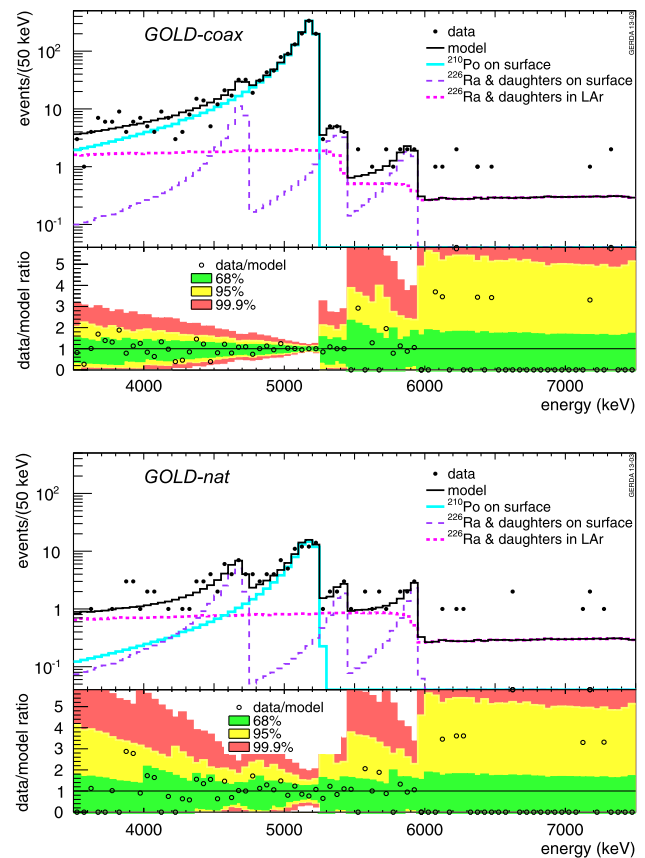 GOLD-coax
GERDA 13-03
events/(50 keV)
10²
10
1
10⁻¹
data
model
²¹⁰Po on surface
²²⁶Ra & daughters on surface
²²⁶Ra & daughters in LAr
data/model ratio
5
4
3
2
1
0
data/model
68%
95%
99.9%
4000 5000 6000 7000
energy (keV)
GOLD-nat
GERDA 13-03
events/(50 keV)
10²
10
1
10⁻¹
data
model
²¹⁰Po on surface
²²⁶Ra & daughters on surface
²²⁶Ra & daughters in LAr
data/model ratio
5
4
3
2
1
0
data/model
68%
95%
99.9%
4000 5000 6000 7000
energy (keV)